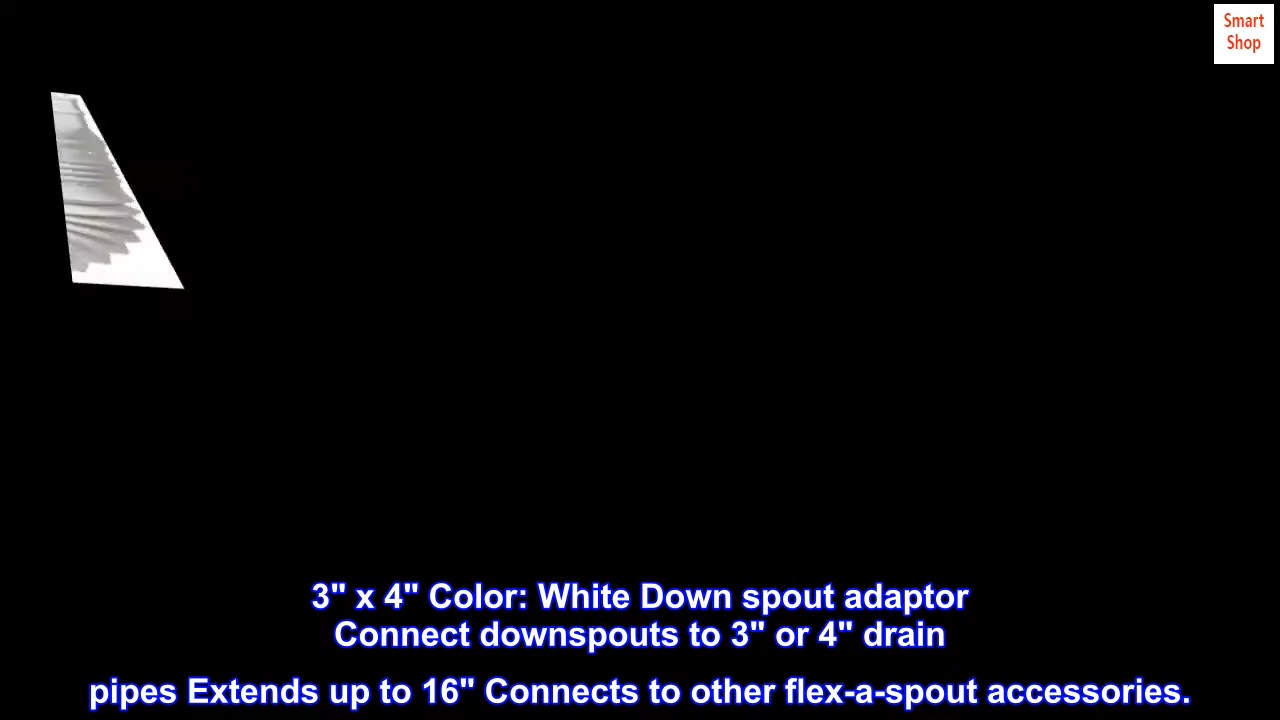 Smart
Shop
3" x 4" Color: White Down spout adaptor
Connect downspouts to 3" or 4" drain
pipes Extends up to 16" Connects to other flex-a-spout accessories.